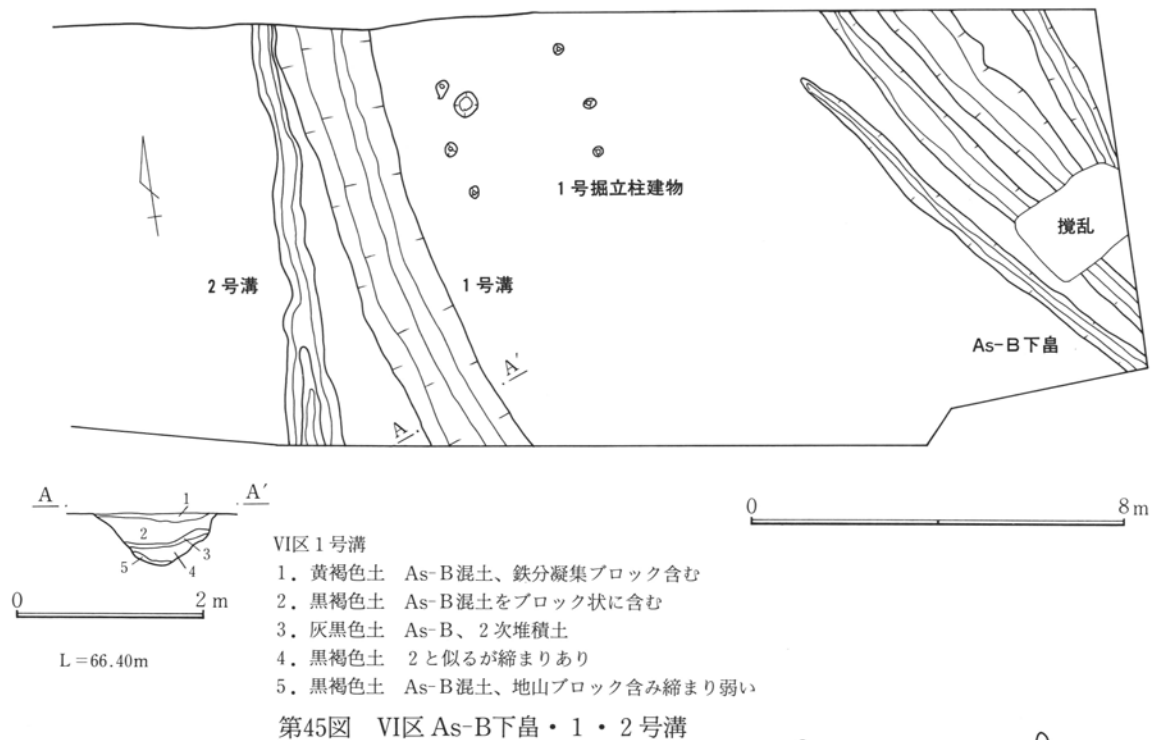 1号掘立柱建物
攪乱
2号溝
1号溝
As-B下畠
A'
A
A A'
1
2
3
4
5
0 2 m
L=66.40m
0 8 m
Ⅵ区1号溝
1. 黄褐色土 As-B混土、鉄分凝集ブロック含む
2. 黒褐色土 As-B混土をブロック状に含む
3. 灰黒色土 As-B、2次堆積土
4. 黒褐色土 2と似るが締まりあり
5. 黒褐色土 As-B混土、地山ブロック含み締まり弱い
第45図 Ⅵ区 As-B下畠・1・2号溝